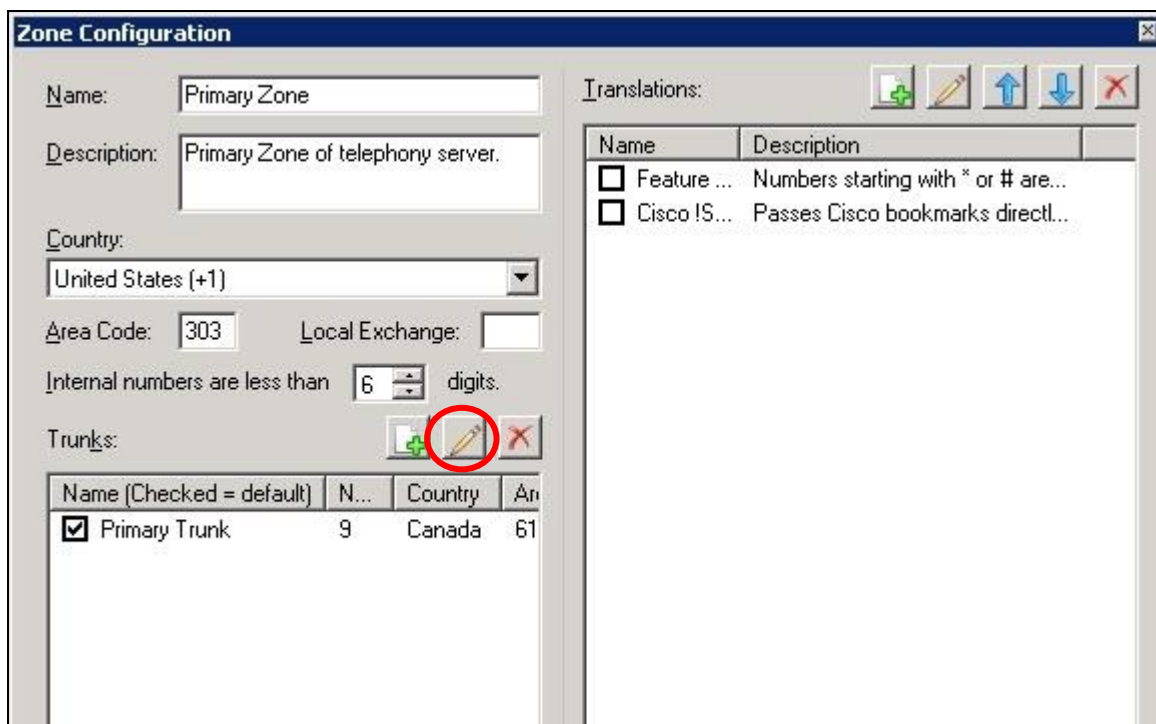 Zone Configuration
Name:
Primary Zone
Description:
Primary Zone of telephony server.
Country:
United States (+1)
Area Code:
303
Local Exchange:
Internal numbers are less than
6
digits.
Trunks:
Name (Checked = default)
N...
Country
Are
Primary Trunk
9
Canada
61
Translations:
Name
Description
Feature ...
Numbers starting with * or # are...
Cisco !S...
Passes Cisco bookmarks directl...